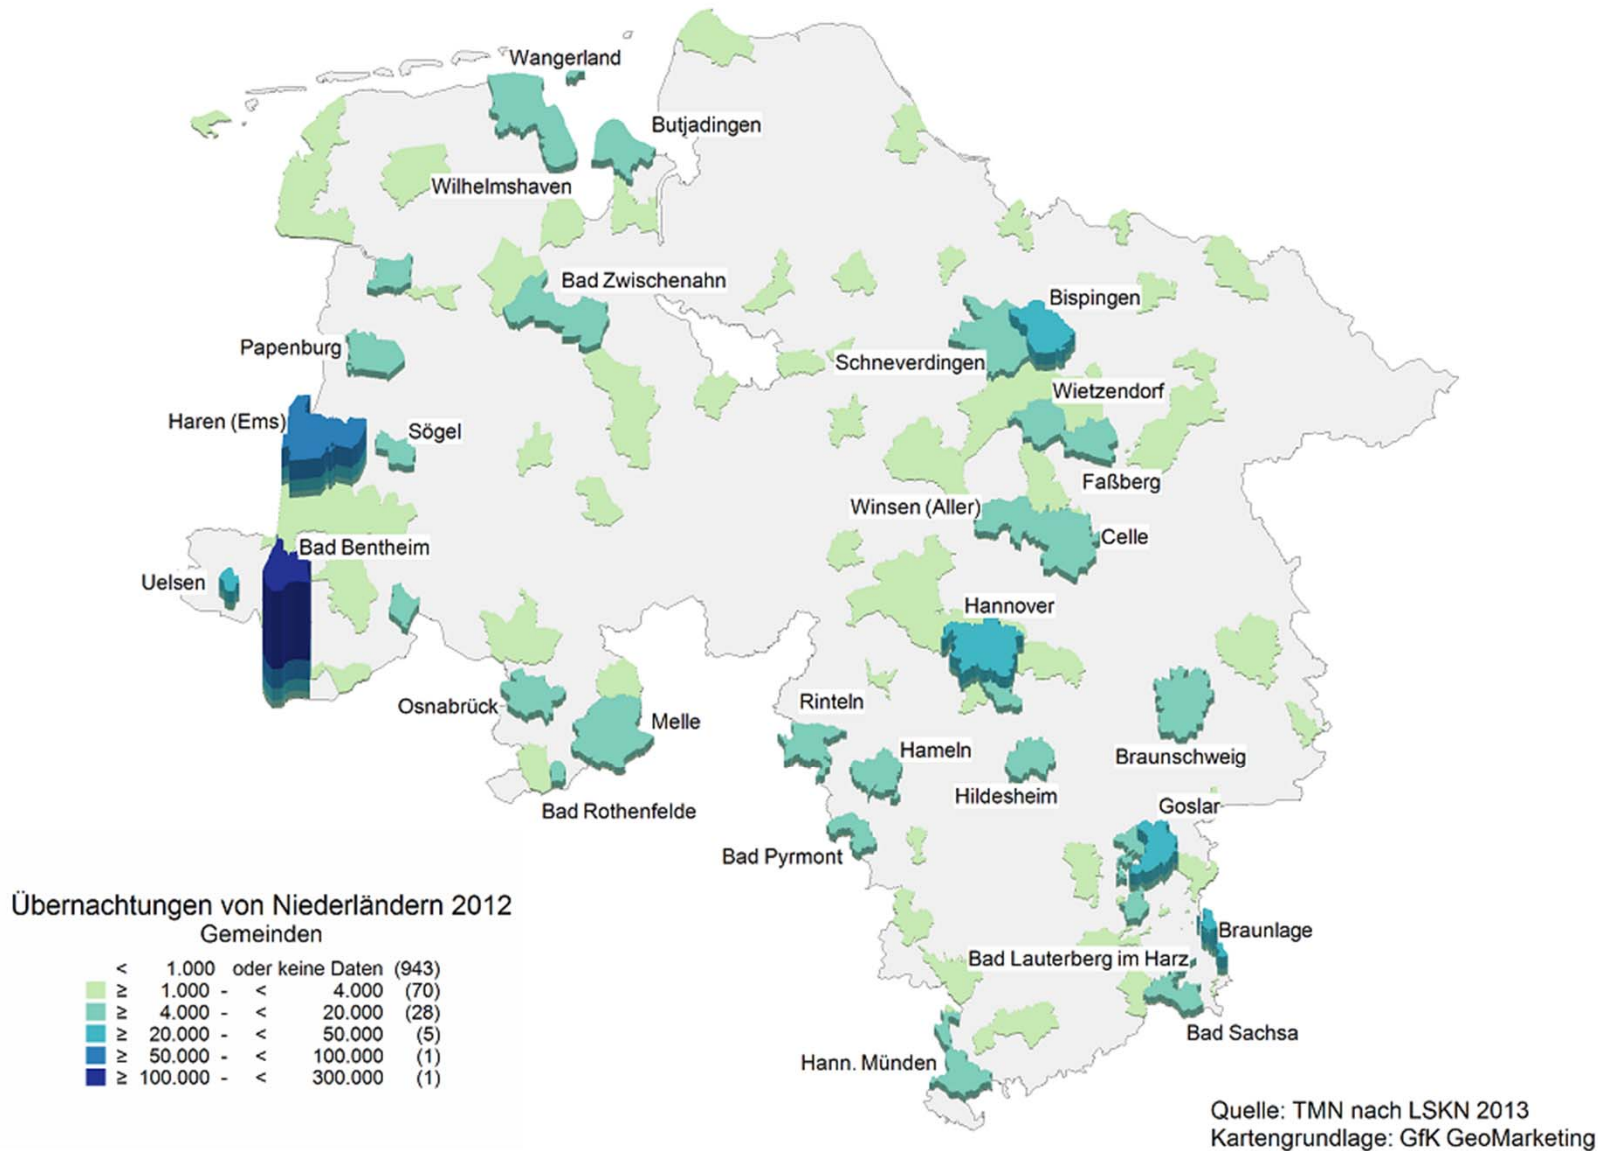 Wangerland
Butjadingen
Wilhelmshaven
Bad Zwischenahn
Bispingen
Papenburg
Schneverdingen
Wietzendorf
Haren (Ems)
Sögel
Faßberg
Winsen (Aller)
Celle
Bad Bentheim
Uelsen
Hannover
Osnabrück
Melle
Rinteln
Hameln
Braunschweig
Hildesheim
Bad Rothenfelde
Goslar
Bad Pyrmont
Braunlage
Bad Lauterberg im Harz
Bad Sachsa
Hann. Münden
Übernachtungen von Niederländern 2012
Gemeinden
< 1.000 oder keine Daten (943)
≥ 1.000 - < 4.000 (70)
≥ 4.000 - < 20.000 (28)
≥ 20.000 - < 50.000 (5)
≥ 50.000 - < 100.000 (1)
≥ 100.000 - < 300.000 (1)
Quelle: TMN nach LSKN 2013
Kartengrundlage: GfK GeoMarketing